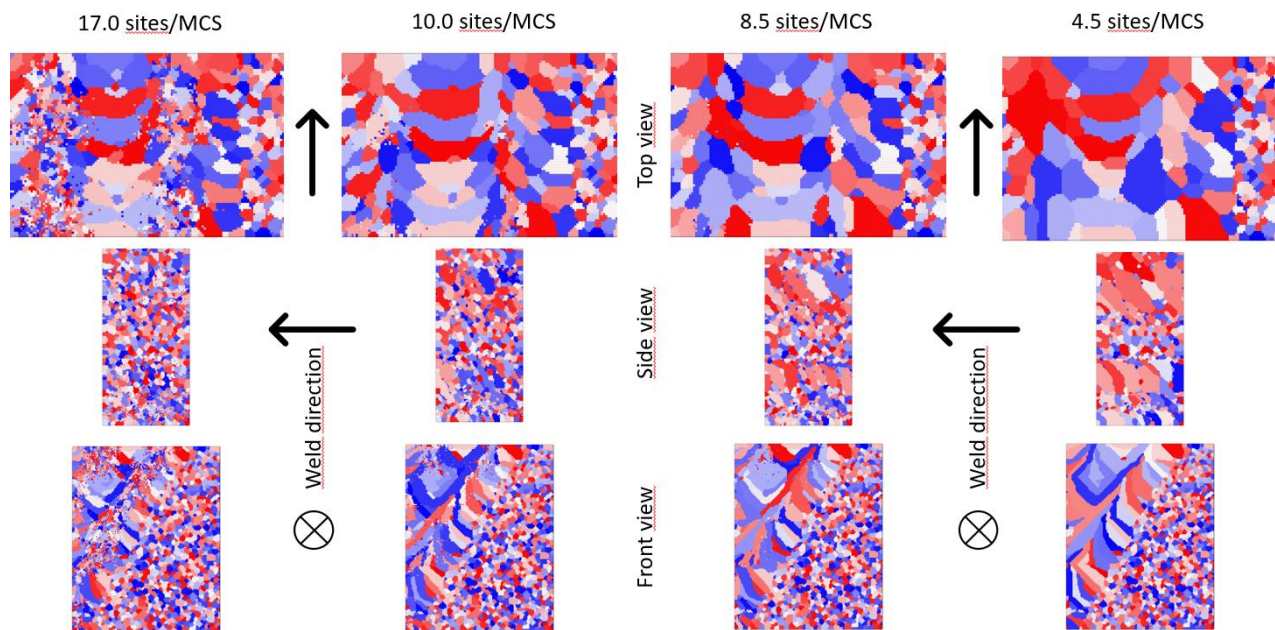 17.0 sites/MCS
10.0 sites/MCS
8.5 sites/MCS
4.5 sites/MCS
Top view
Side view
Weld direction
Weld direction
Front view